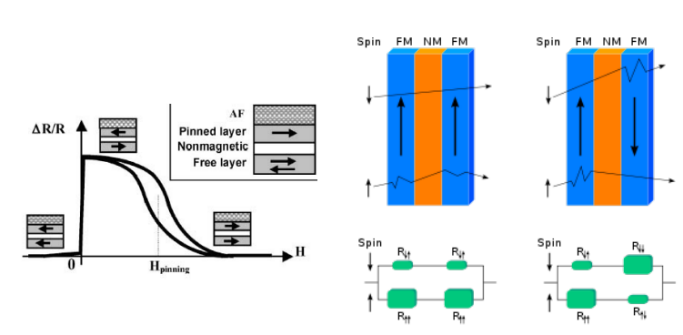 ΔR/R
AF
Pinned layer
Nonmagnetic
Free layer
0
H_pinning
H
Spin FM NM FM
Spin FM NM FM
Spin
R↓↑ R↓↑
R↑↑ R↑↑
Spin
R↓↑ R↓↓
R↑↑ R↑↓